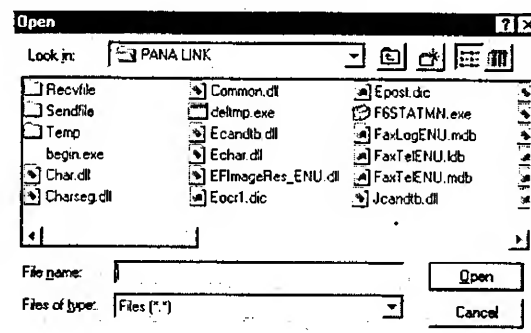 Open
Look in: PANA LINK
Recvfile Common.dll Epost.dic
Sendfile deltmp.exe F6STATMN.exe
Temp Ecandtb.dll FaxLogENU.mdb
begin.exe Echar.dll FaxTelENU.ldb
Char.dll EFImageRes_ENU.dll FaxTelENU.mdb
Charseg.dll Eocr1.dic Jcandtb.dll
File name: Open
Files of type: Files (*.*) Cancel